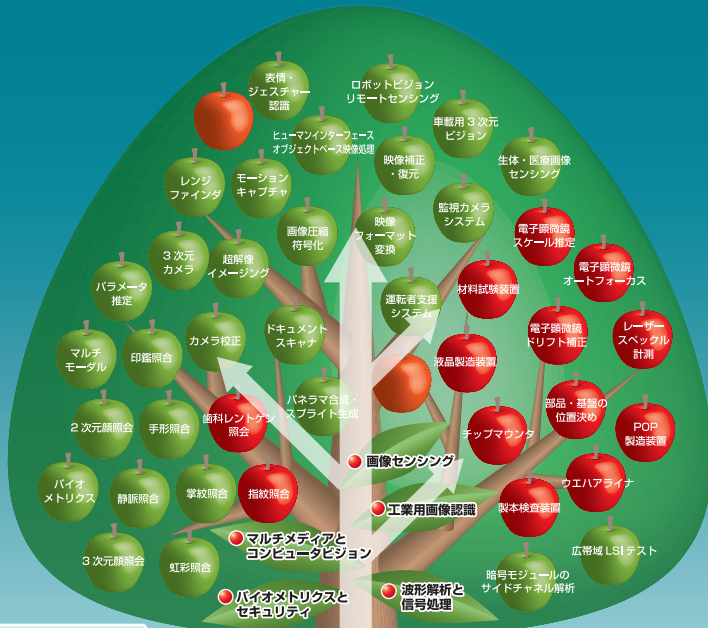 表情・
ジェスチャー
認識
ロボットビジョン
リモートセンシング
車載用3次元
ビジョン
ヒューマンインターフェース
オブジェクトベース映像処理
映像補正
・復元
生体・医療画像
センシング
レンジ
ファインダ
モーション
キャプチャ
画像圧縮
符号化
映像
フォーマット
変換
監視カメラ
システム
電子顕微鏡
スケール推定
3次元
カメラ
超解像
イメージング
電子顕微鏡
オートフォーカス
パラメータ
推定
運転者支援
システム
材料試験装置
マルチ
モーダル
印鑑照合
カメラ校正
ドキュメント
スキャナ
液晶製造装置
電子顕微鏡
ドリフト補正
レーザー
スペックル
計測
2次元顔照会
手形照合
歯科レントゲン
照会
パノラマ合成・
スプライト生成
チップマウンタ
部品・基盤の
位置決め
POP
製造装置
バイオ
メトリクス
静脈照合
掌紋照合
指紋照合
画像センシング
工業用画像認識
製本検査装置
ウエハアライナ
3次元顔照会
虹彩照合
マルチメディアと
コンピュータビジョン
暗号モジュールの
サイドチャネル解析
広帯域LSIテスト
バイオメトリクスと
セキュリティ
波形解析と
信号処理